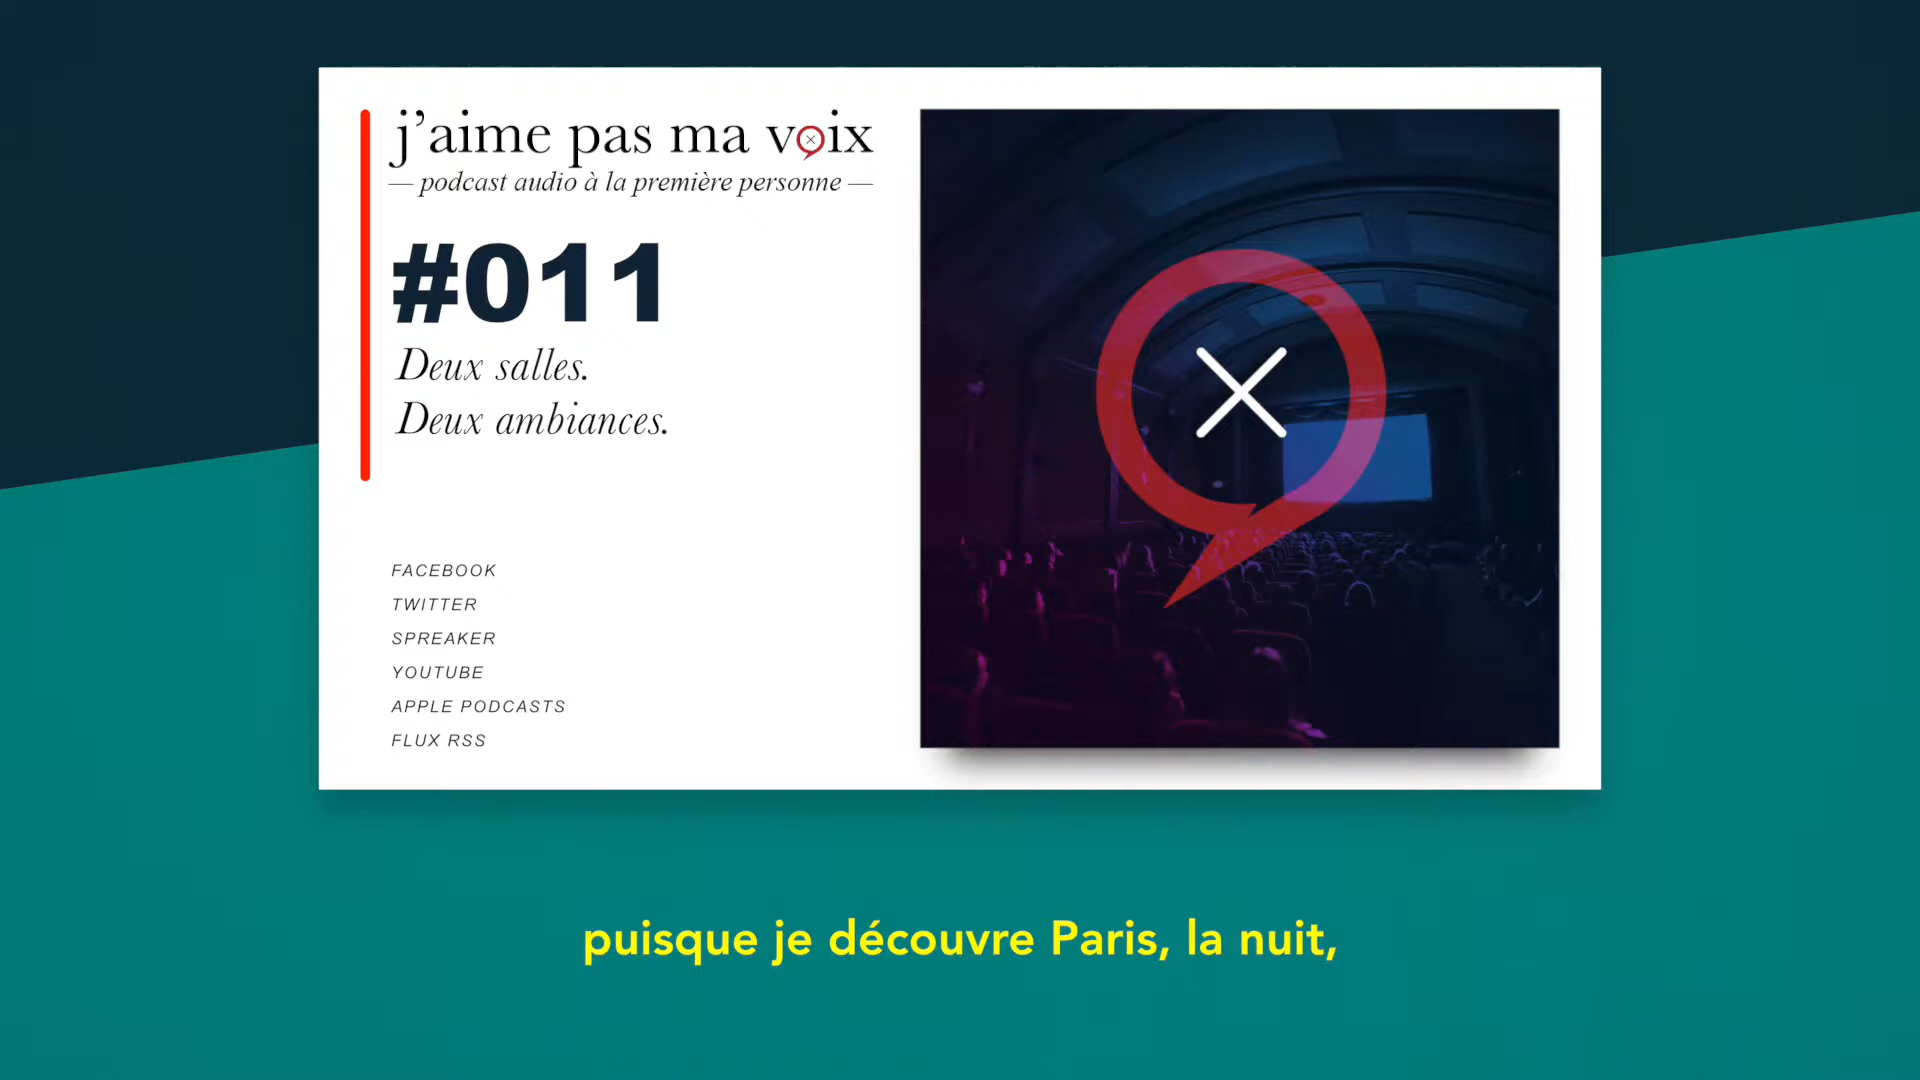 j’aime pas ma voix
— podcast audio à la première personne —
#011
Deux salles.
Deux ambiances.
FACEBOOK
TWITTER
SPREAKER
YOUTUBE
APPLE PODCASTS
FLUX RSS
puisque je découvre Paris, la nuit,